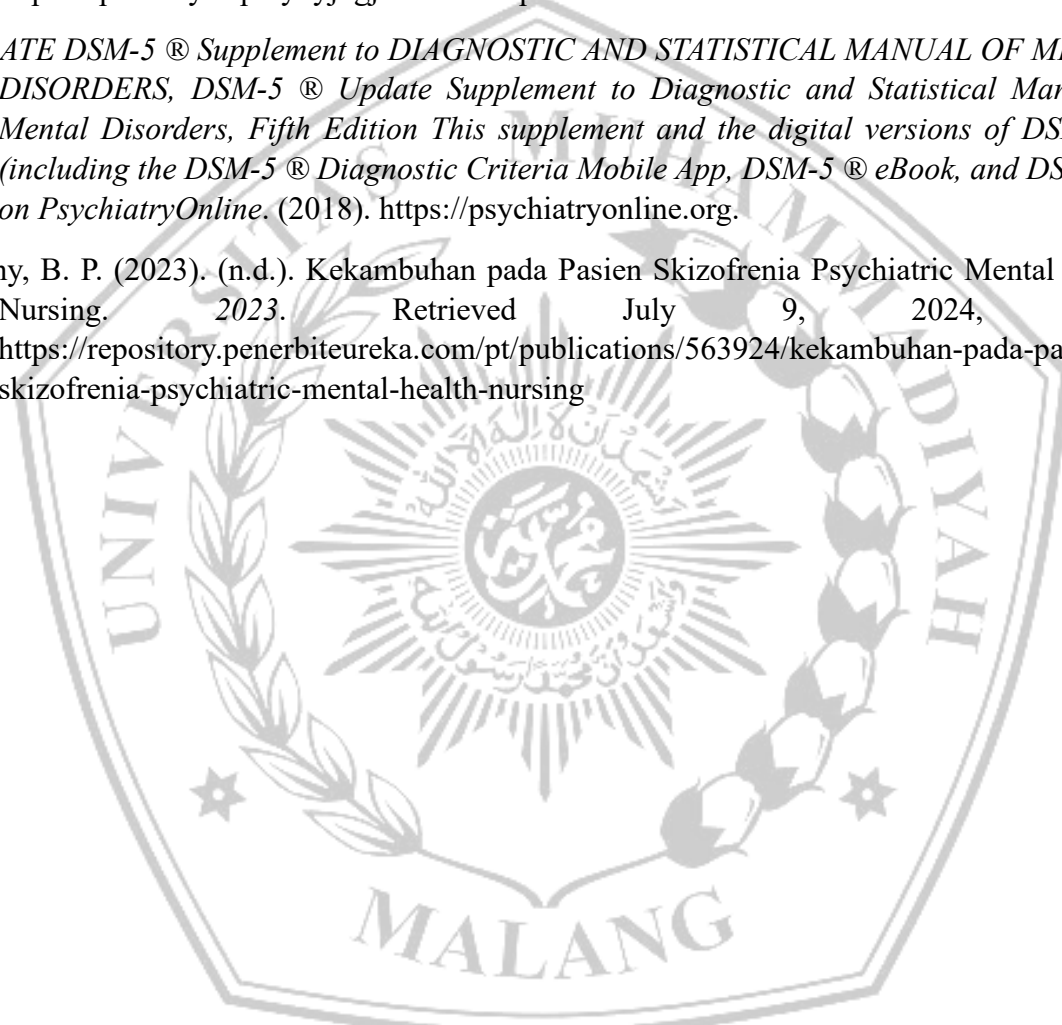 ATE DSM-5 ® Supplement to DIAGNOSTIC AND STATISTICAL MANUAL OF
DISORDERS, DSM-5 ® Update Supplement to Diagnostic and Statistical
Mental Disorders, Fifth Edition This supplement and the digital versions of
(including the DSM-5 ® Diagnostic Criteria Mobile App, DSM-5 ® eBook, and
on PsychiatryOnline. (2018). https://psychiatryonline.org.
ny, B. P. (2023). (n.d.). Kekambuhan pada Pasien Skizofrenia Psychiatric Mental
Nursing. 2023. Retrieved July 9, 2024,
https://repository.penerbiteureka.com/pt/publications/563924/kekambuhan-pada-pa
skizofrenia-psychiatric-mental-health-nursing
UNIVERSITAS MUHAMMADIYAH
MALANG